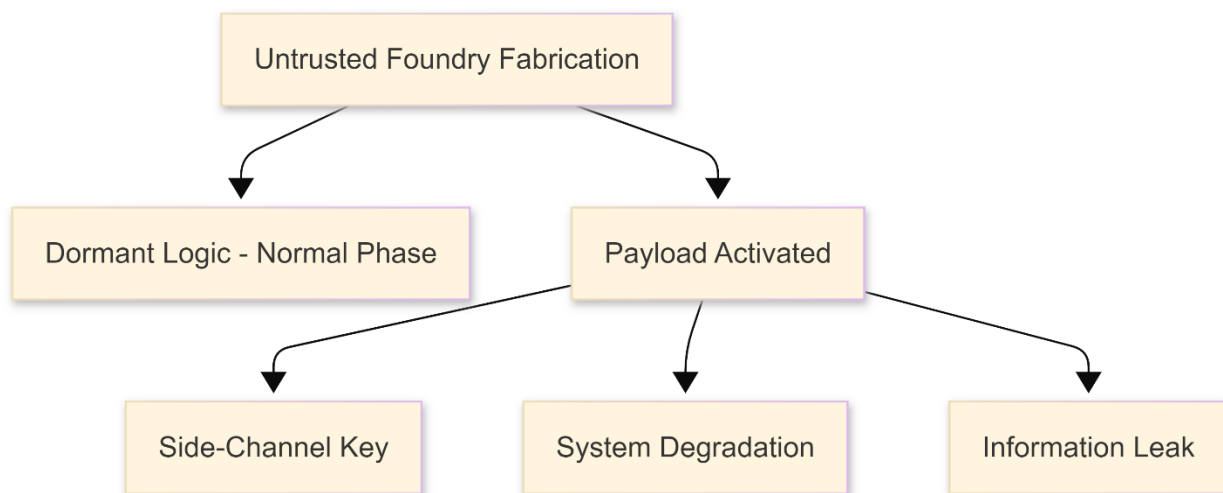 Untrusted Foundry Fabrication
Dormant Logic - Normal Phase
Payload Activated
Side-Channel Key
System Degradation
Information Leak